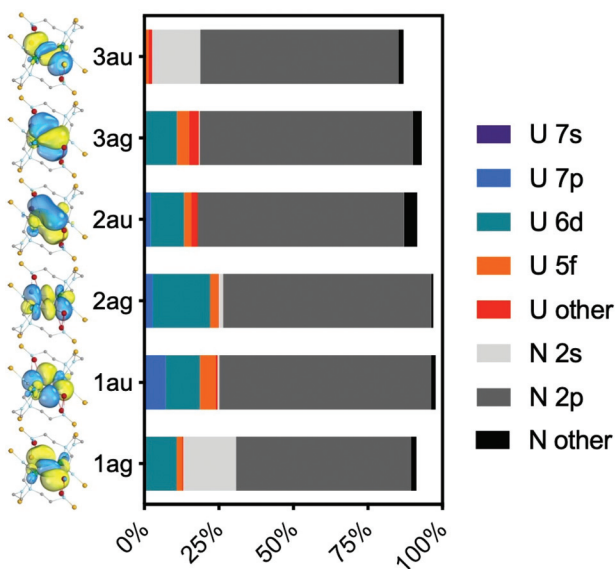 3au
3ag
2au
2ag
1au
1ag
0%
25%
50%
75%
100%
U 7s
U 7p
U 6d
U 5f
U other
N 2s
N 2p
N other